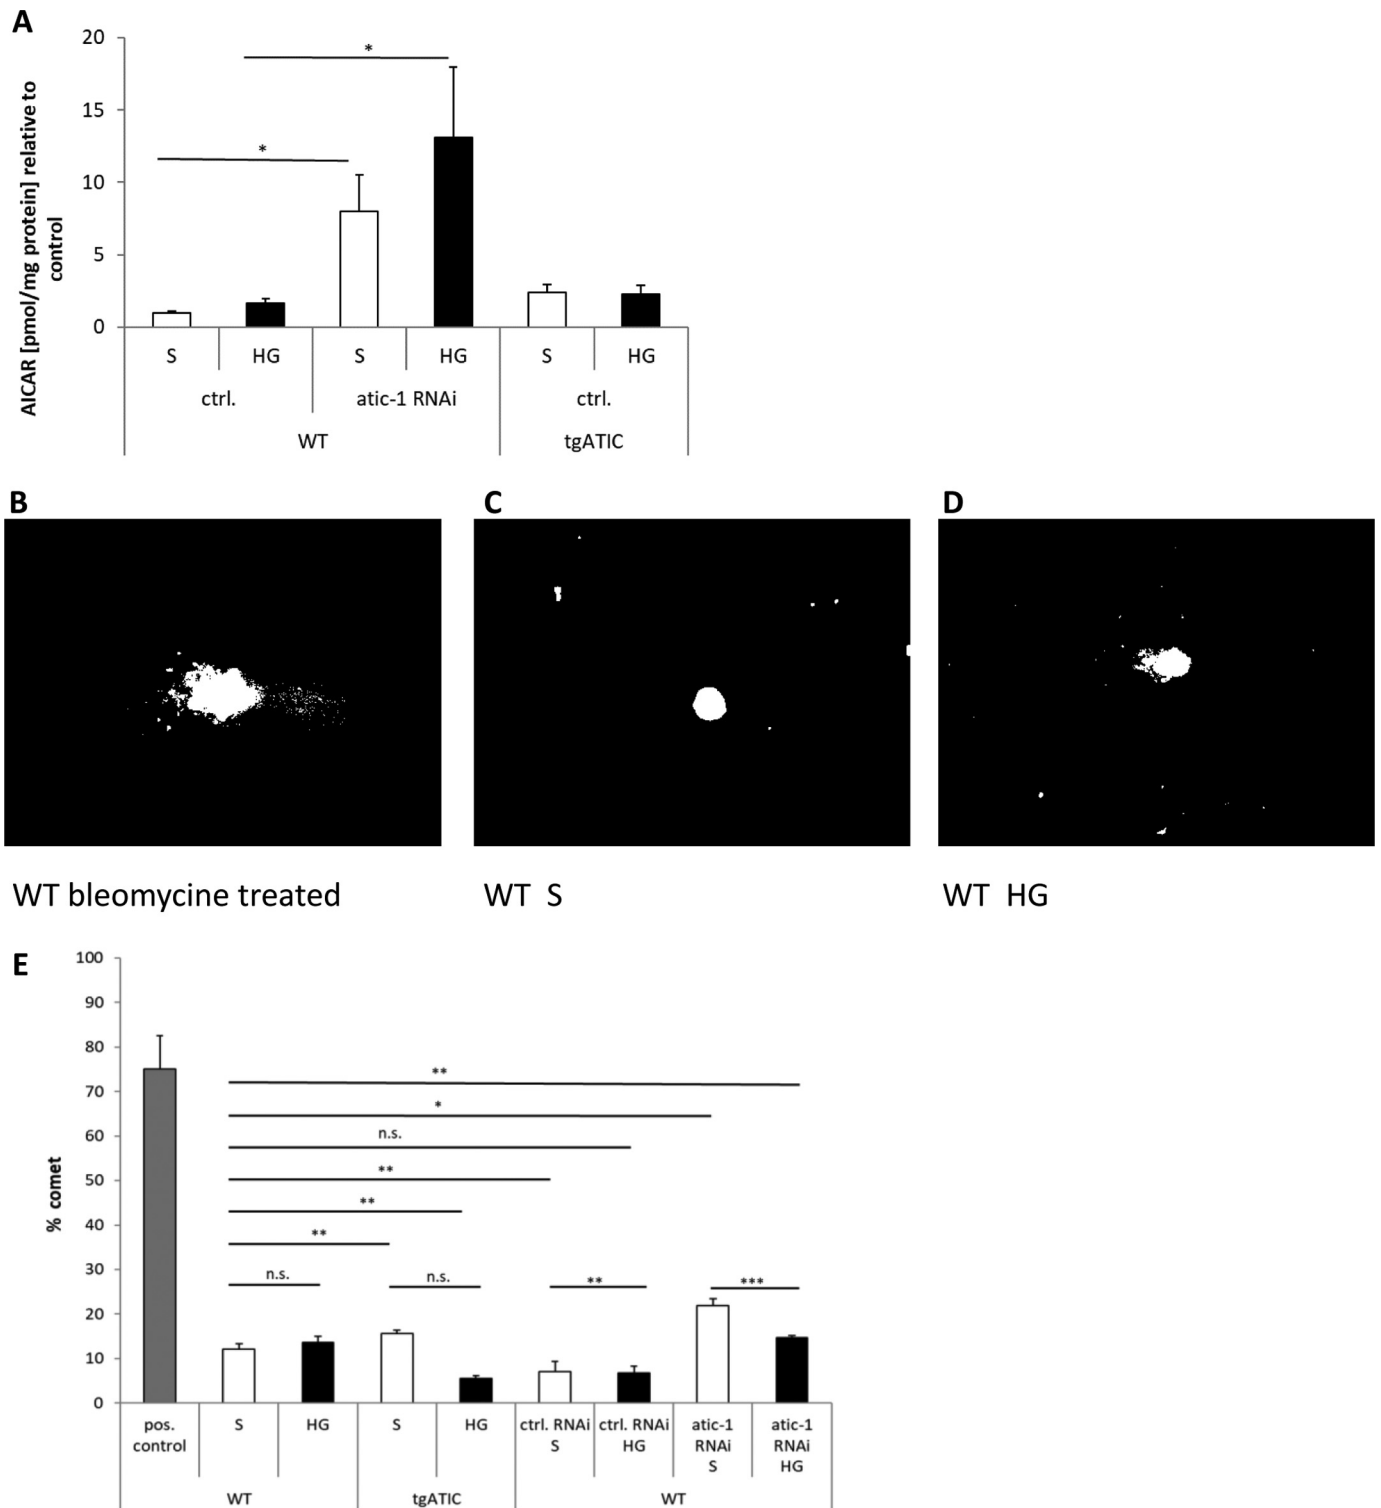 A
20
15
10
5
0
AICAR [pmol/mg protein] relative to
control
*
*
S HG S HG S HG
ctrl. atic-1 RNAi ctrl.
WT tgATIC
B C D
WT bleomycine treated WT S WT HG
E
100
90
80
70
60
50
40
30
20
10
0
% comet
**
*
n.s.
**
**
**
n.s. n.s. ** ***
pos. S HG S HG ctrl. RNAi ctrl. RNAi atic-1 atic-1
control S HG RNAi RNAi
S HG
WT tgATIC WT